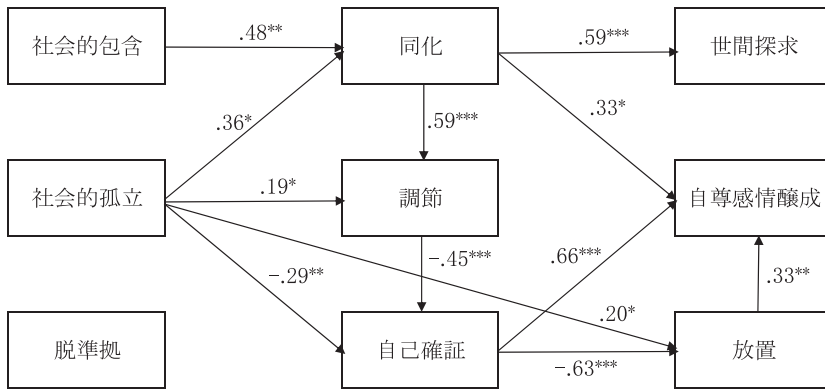 社会的包含
.48**
同化
.59***
世間探求
.36*
.59***
.33*
社会的孤立
.19*
調節
自尊感情醸成
-.29**
-.45***
.66***
.20*
.33**
脱準拠
自己確証
-.63***
放置